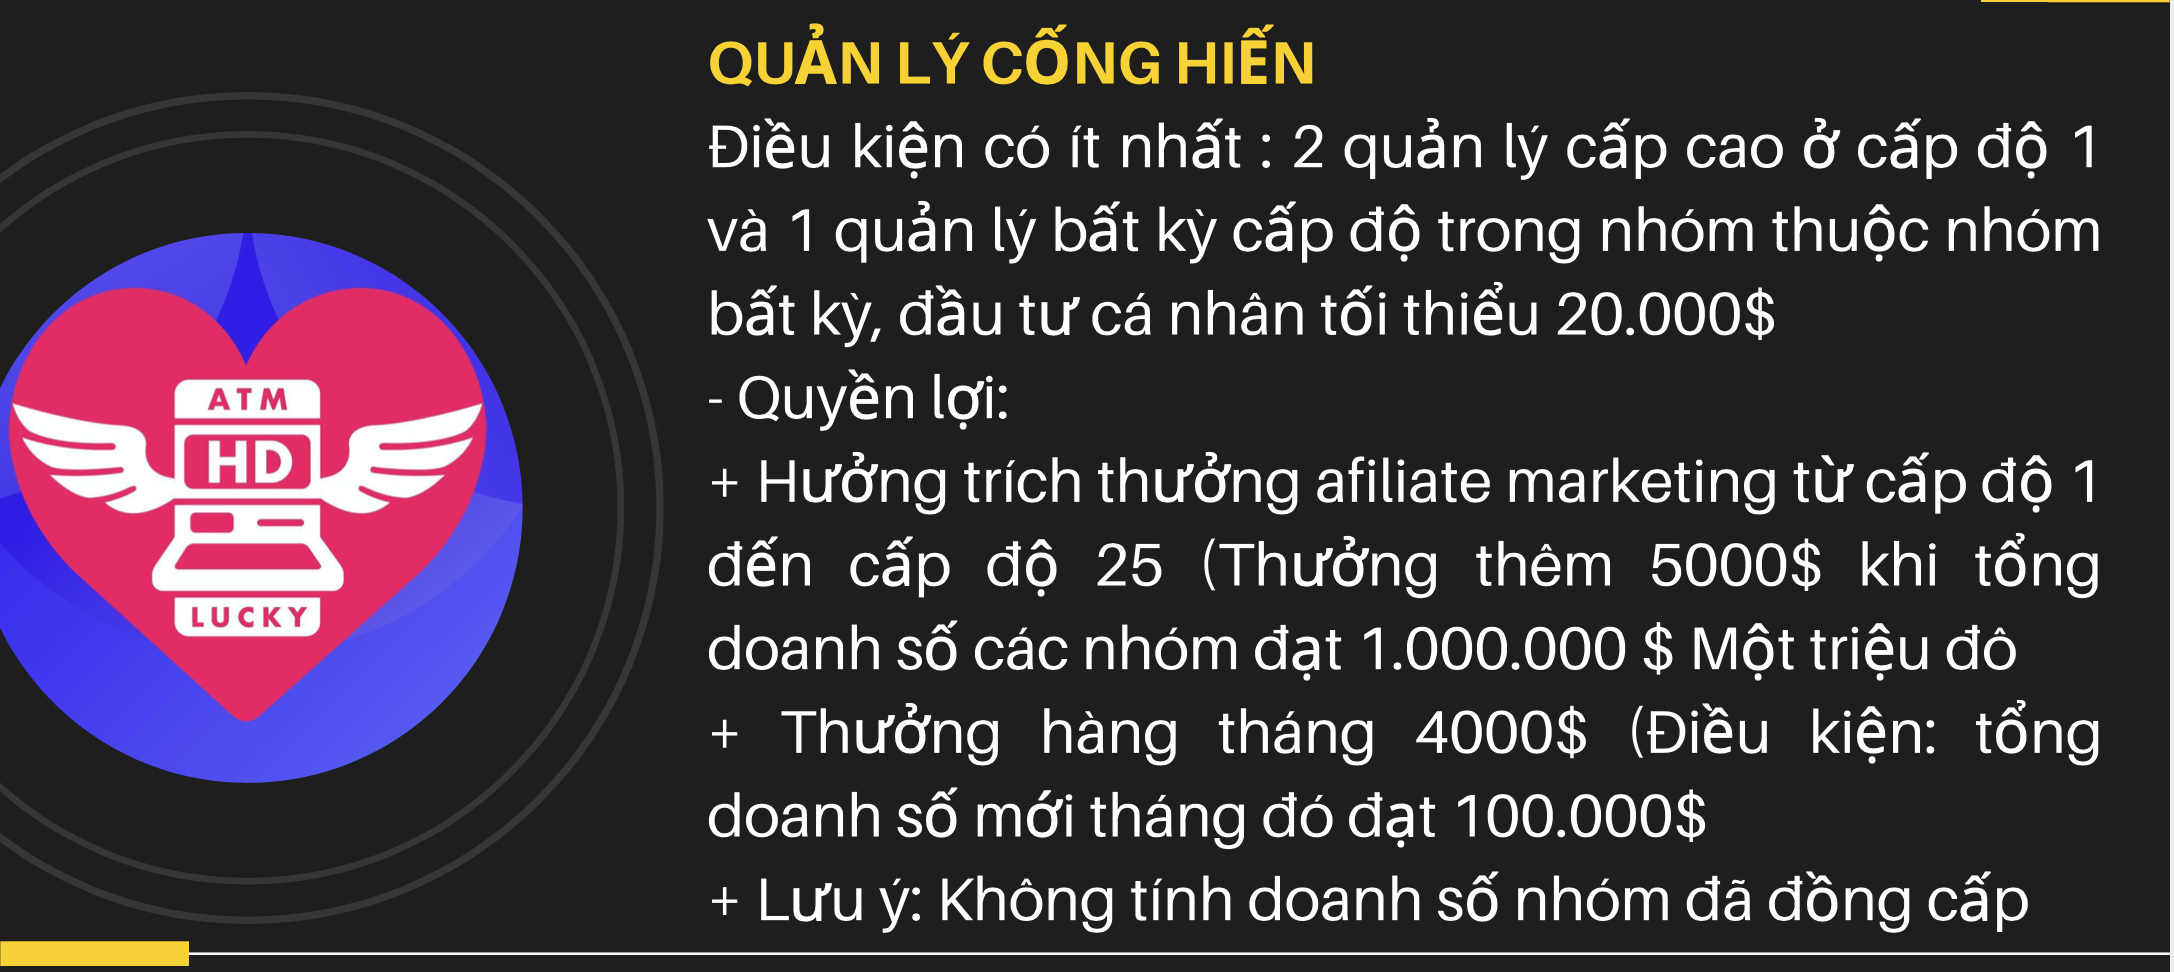 QUẢN LÝ CỐNG HIẾN
Điều kiện có ít nhất : 2 quản lý cấp cao ở cấp độ 1
và 1 quản lý bất kỳ cấp độ trong nhóm thuộc nhóm
bất kỳ, đầu tư cá nhân tối thiểu 20.000$
- Quyền lợi:
+ Hưởng trích thưởng afiliate marketing từ cấp độ 1
đến cấp độ 25 (Thưởng thêm 5000$ khi tổng
doanh số các nhóm đạt 1.000.000 $ Một triệu đô
+ Thưởng hàng tháng 4000$ (Điều kiện: tổng
doanh số mới tháng đó đạt 100.000$
+ Lưu ý: Không tính doanh số nhóm đã đồng cấp
ATM
HD
LUCKY